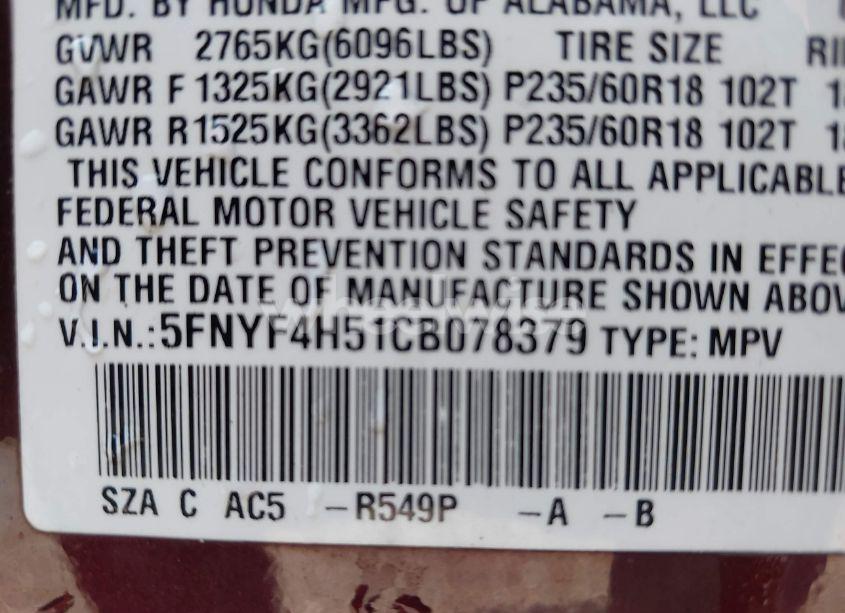 MFD. BY HONDA MFG. OF ALABAMA, LLC
GVWR 2765KG(6096LBS) TIRE SIZE
GAWR F 1325KG(2921LBS) P235/60R18 102T
GAWR R1525KG(3362LBS) P235/60R18 102T
THIS VEHICLE CONFORMS TO ALL APPLICABLE
FEDERAL MOTOR VEHICLE SAFETY
AND THEFT PREVENTION STANDARDS IN EFFEC
ON THE DATE OF MANUFACTURE SHOWN ABOV
wheelwise
V.I.N.:5FNYF4H51CB078379 TYPE: MPV
SZA C AC5 -R549P -A -B